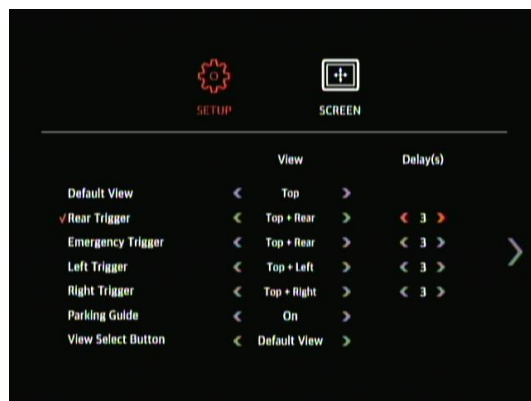 SETUP SCREEN
View Delay(s)
Default View Top
√ Rear Trigger Top + Rear 3
Emergency Trigger Top + Rear 3
Left Trigger Top + Left 3
Right Trigger Top + Right 3
Parking Guide On
View Select Button Default View